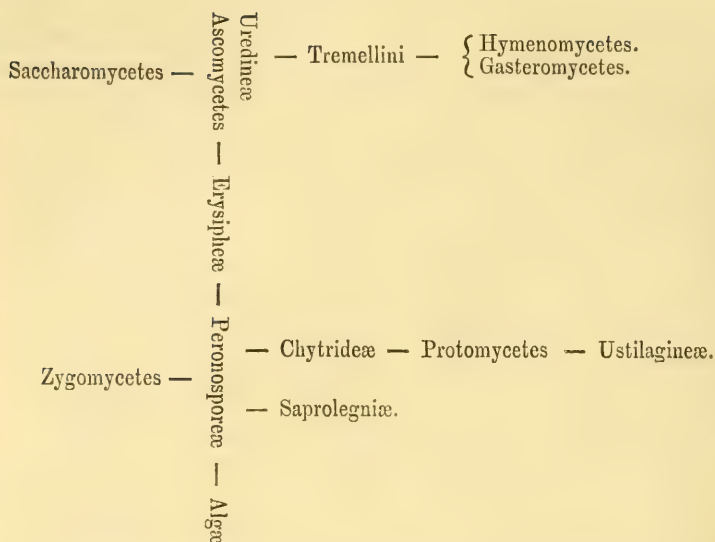 Uredineæ
Ascomycetes — Erysipheæ — Peronosporeæ — Algæ
Saccharomycetes —
— Tremellini — { Hymenomycetes.
Gasteromycetes.
Zygomycetes —
— Chytrideæ — Protomycetes — Ustilagineæ.
— Saprolegniæ.